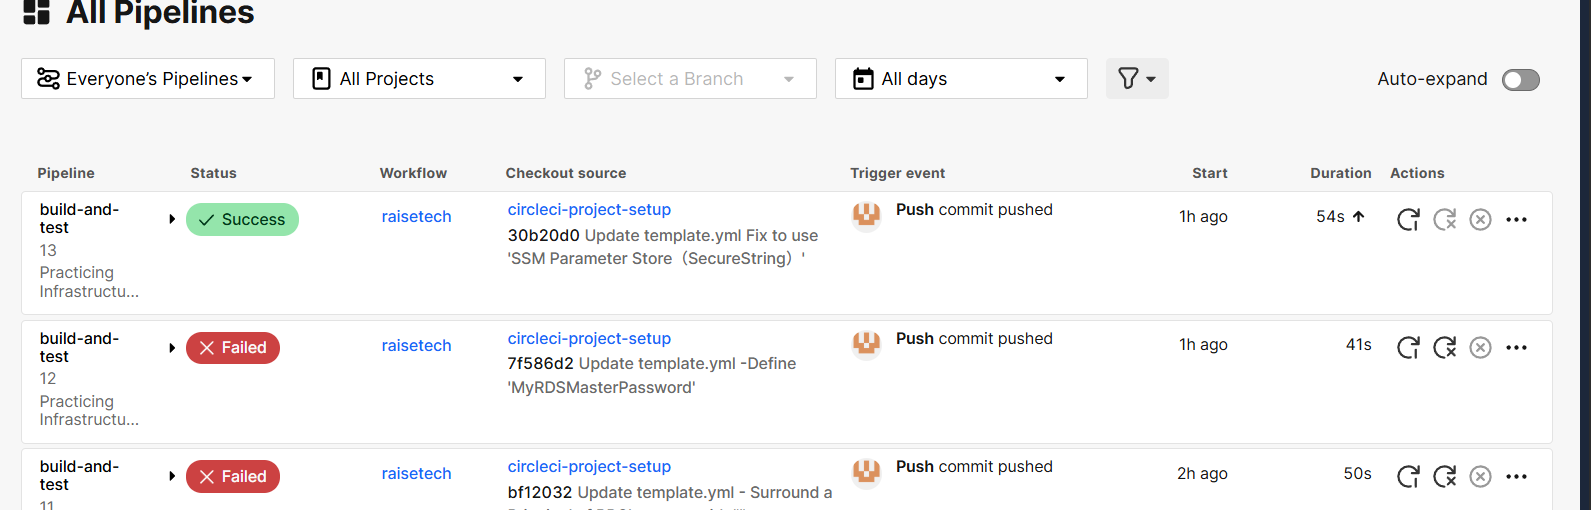 All Pipelines
Everyone's Pipelines
All Projects
Select a Branch
All days
Auto-expand
Pipeline Status Workflow Checkout source Trigger event Start Duration Actions
build-and-
test
13
Practicing
Infrastructu...
Success
raisetech
circleci-project-setup
30b20d0 Update template.yml Fix to use
'SSM Parameter Store（SecureString）'
Push commit pushed
1h ago
54s
build-and-
test
12
Practicing
Infrastructu...
Failed
raisetech
circleci-project-setup
7f586d2 Update template.yml -Define
'MyRDSMasterPassword'
Push commit pushed
1h ago
41s
build-and-
test
11
Failed
raisetech
circleci-project-setup
bf12032 Update template.yml - Surround a
Push commit pushed
2h ago
50s